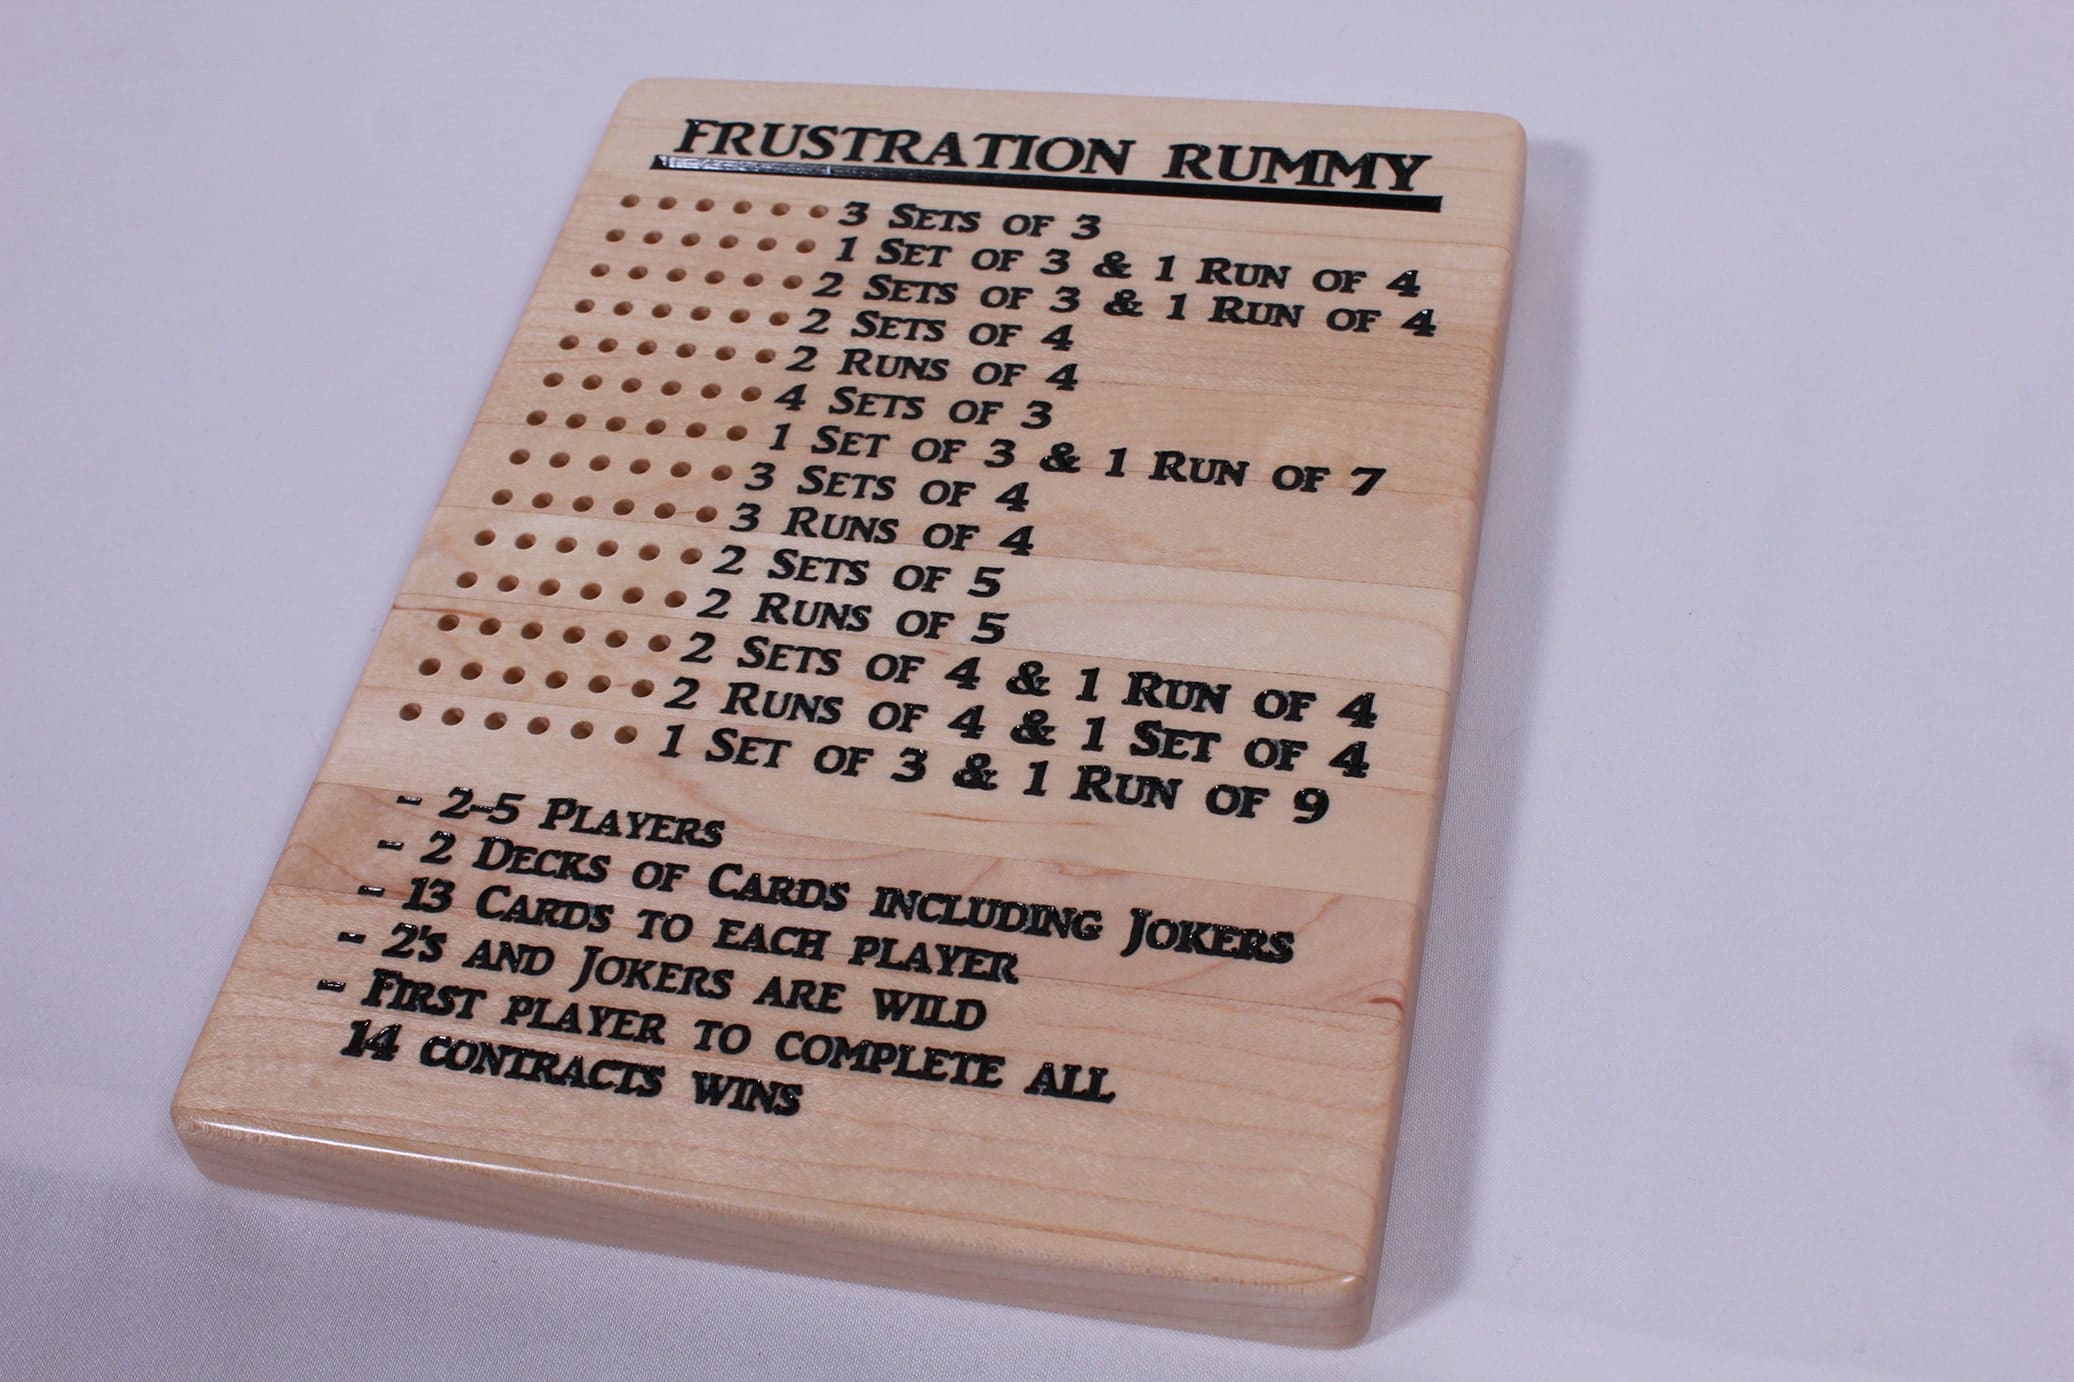 FRUSTRATION RUMMY
3 SETS OF 3
1 SET OF 3 & 1 RUN OF 4
2 SETS OF 3 & 1 RUN OF 4
2 SETS OF 4
2 RUNS OF 4
4 SETS OF 3
1 SET OF 3 & 1 RUN OF 7
3 SETS OF 4
3 RUNS OF 4
2 SETS OF 5
2 RUNS OF 5
2 SETS OF 4 & 1 RUN OF 4
2 RUNS OF 4 & 1 SET OF 4
1 SET OF 3 & 1 RUN OF 9
- 2-5 PLAYERS
- 2 DECKS OF CARDS INCLUDING JOKERS
- 13 CARDS TO EACH PLAYER
- 2'S AND JOKERS ARE WILD
- FIRST PLAYER TO COMPLETE ALL
14 CONTRACTS WINS